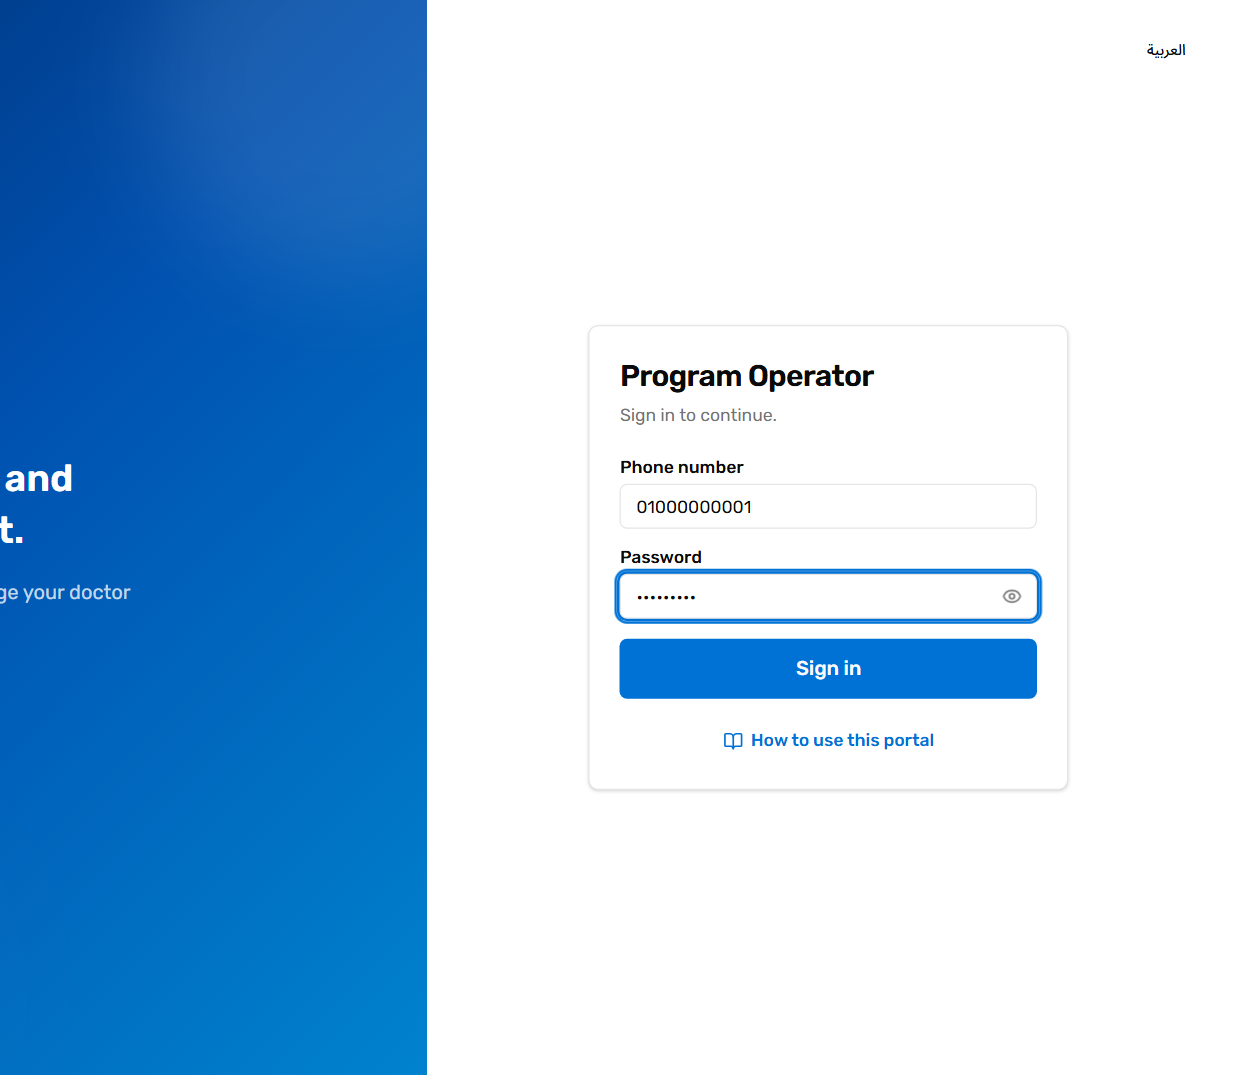 العربية
and
t.
ge your doctor
Program Operator
Sign in to continue.
Phone number
01000000001
Password
•••••••••
Sign in
How to use this portal